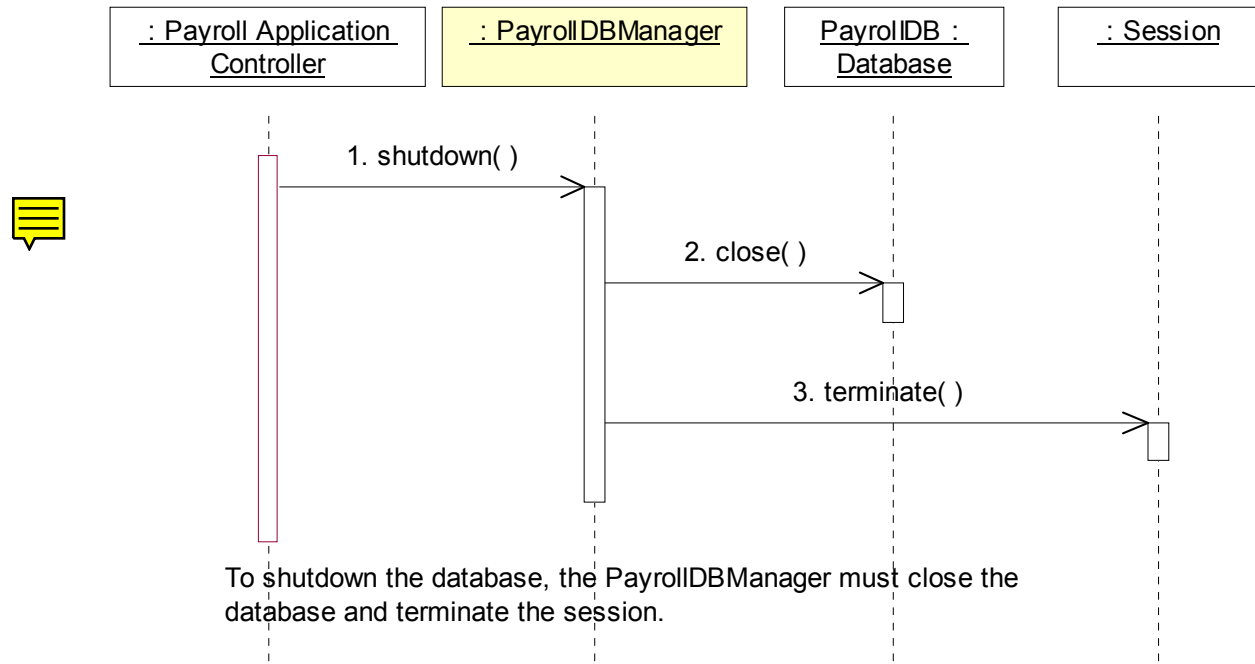 : Payroll Application
Controller
: PayrollDBManager
PayrollDB :
Database
: Session
1. shutdown( )
2. close( )
3. terminate( )
To shutdown the database, the PayrollDBManager must close the
database and terminate the session.